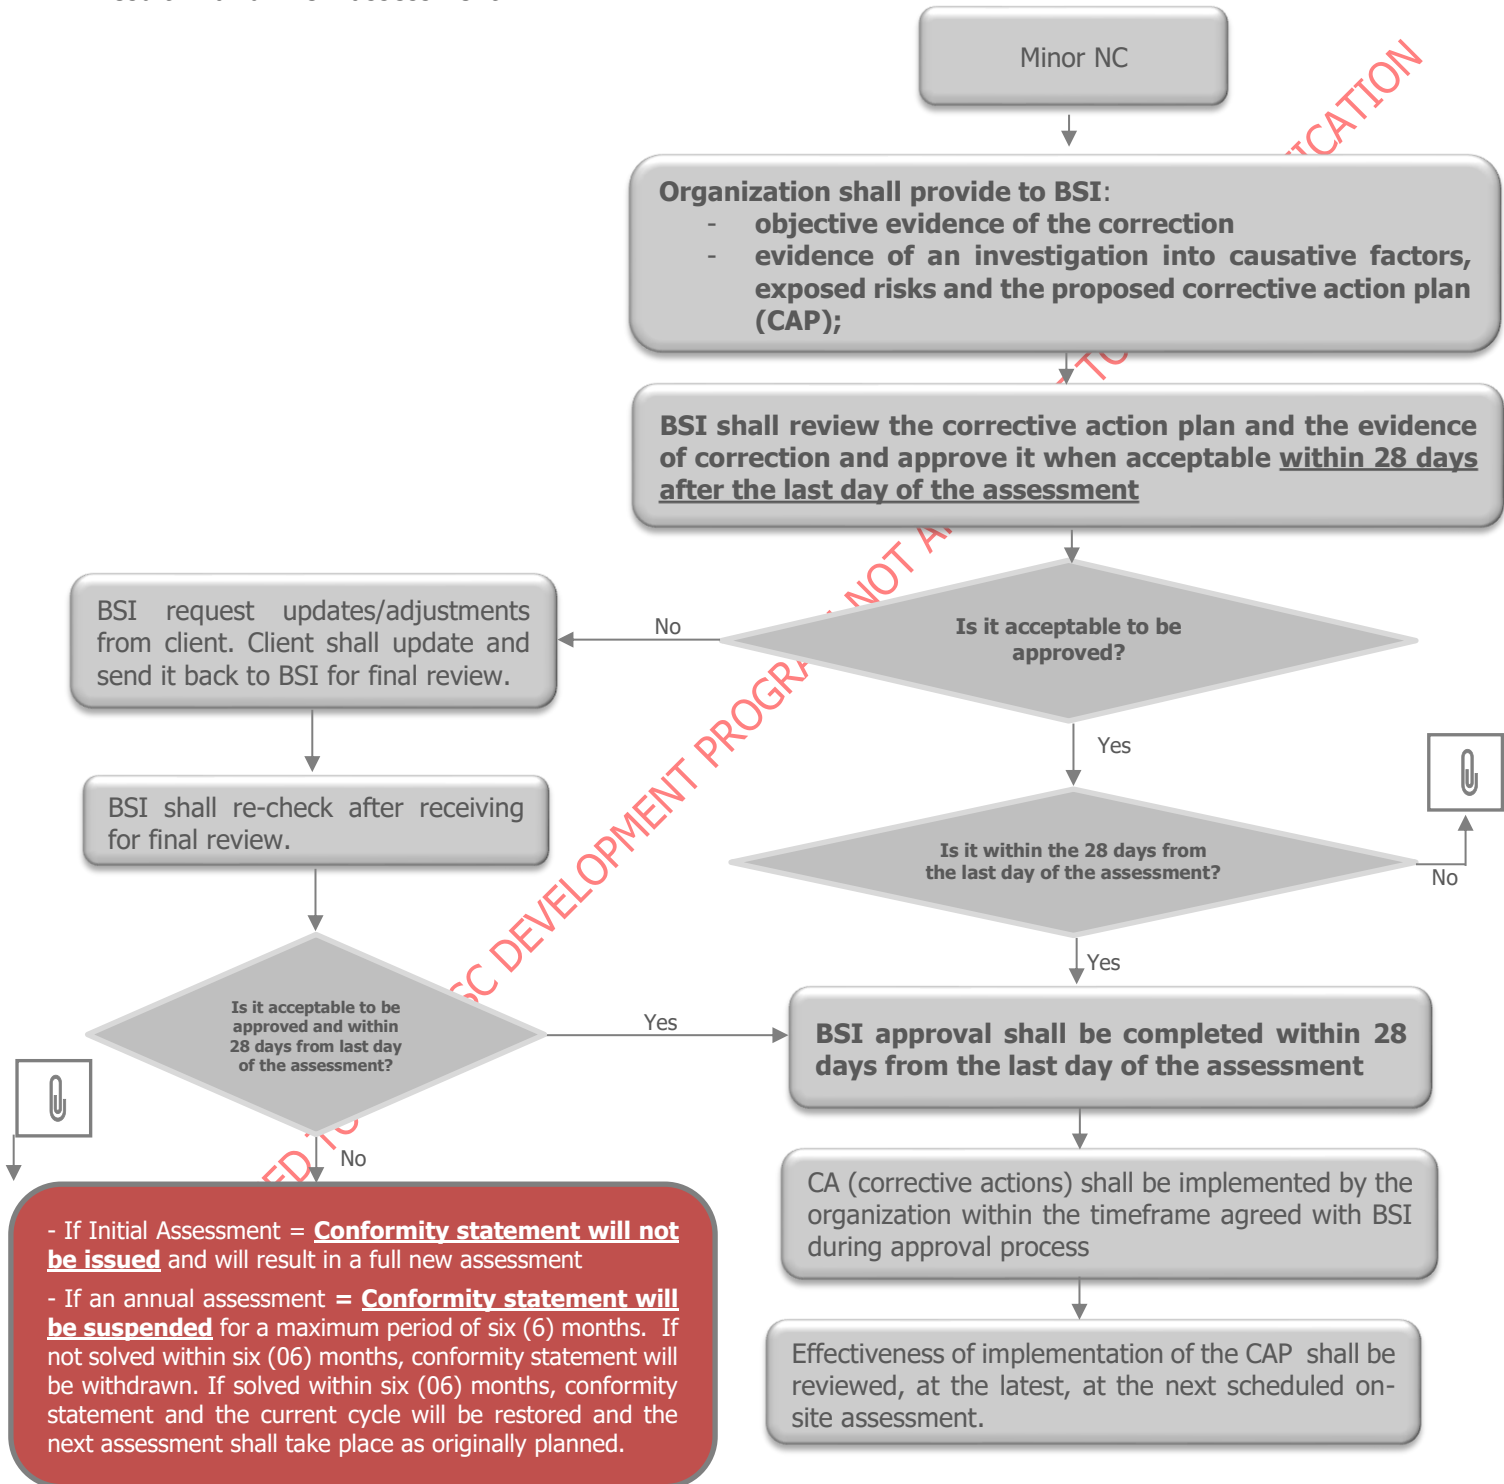 Minor NC
Organization shall provide to BSI:
- objective evidence of the correction
- evidence of an investigation into causative factors,
exposed risks and the proposed corrective action plan
(CAP);
BSI shall review the corrective action plan and the evidence
of correction and approve it when acceptable within 28 days
after the last day of the assessment
Is it acceptable to be
approved?
No
BSI request updates/adjustments
from client. Client shall update and
send it back to BSI for final review.
Yes
BSI shall re-check after receiving
for final review.
Is it within the 28 days from
the last day of the assessment?
No
Yes
Is it acceptable to be
approved and within
28 days from last day
of the assessment?
Yes
BSI approval shall be completed within 28
days from the last day of the assessment
No
CA (corrective actions) shall be implemented by the
organization within the timeframe agreed with BSI
during approval process
- If Initial Assessment = Conformity statement will not
be issued and will result in a full new assessment
- If an annual assessment = Conformity statement will
be suspended for a maximum period of six (6) months. If
not solved within six (06) months, conformity statement will
be withdrawn. If solved within six (06) months, conformity
statement and the current cycle will be restored and the
next assessment shall take place as originally planned.
Effectiveness of implementation of the CAP shall be
reviewed, at the latest, at the next scheduled on-
site assessment.
DEVELOPMENT NOT